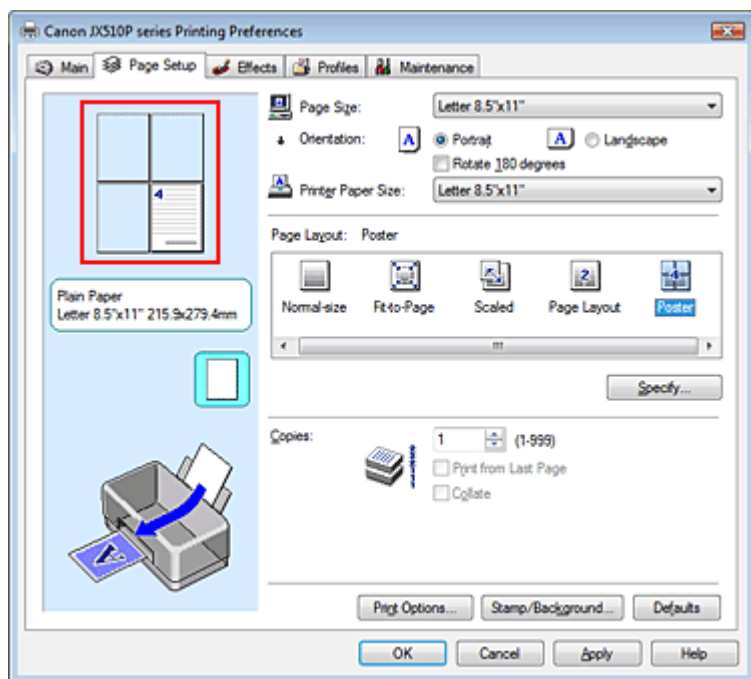 Canon JX510P series Printing Preferences
Main Page Setup Effects Profiles Maintenance
4
Plain Paper
Letter 8.5"x11" 215.9x279.4mm
Page Size: Letter 8.5"x11"
Orientation: A Portrait A Landscape
Rotate 180 degrees
Printer Paper Size: Letter 8.5"x11"
Page Layout: Poster
Normal-size Fit-to-Page Scaled Page Layout Poster
Specify...
Copies: 1 (1-999)
Print from Last Page
Collate
Print Options... Stamp/Background... Defaults
OK Cancel Apply Help